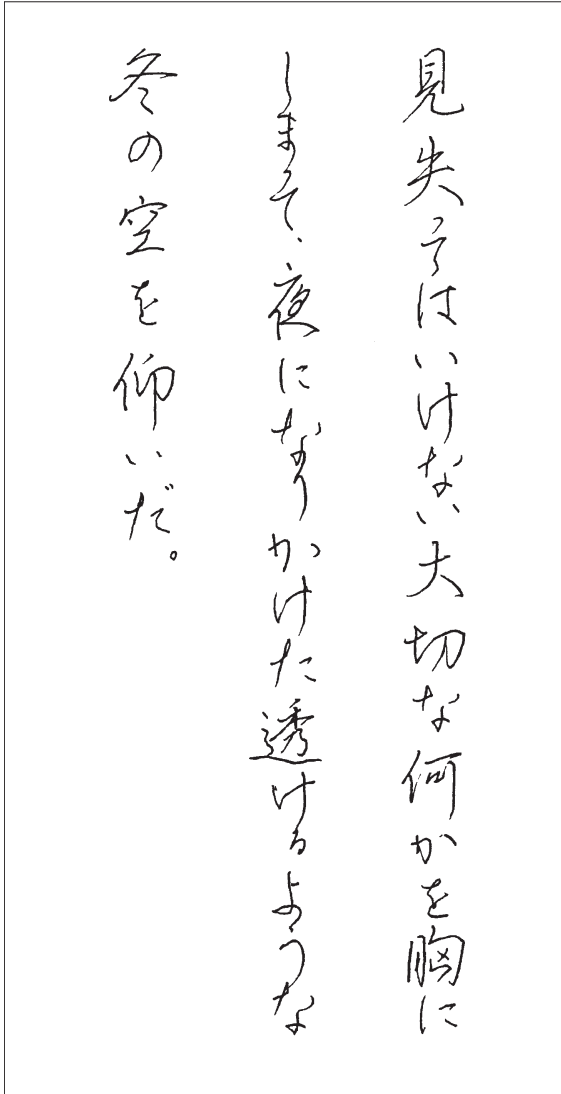 見失てはいけない大切な何かを胸に
しまて、夜になりかけた透けるような
冬の空を仰いだ。